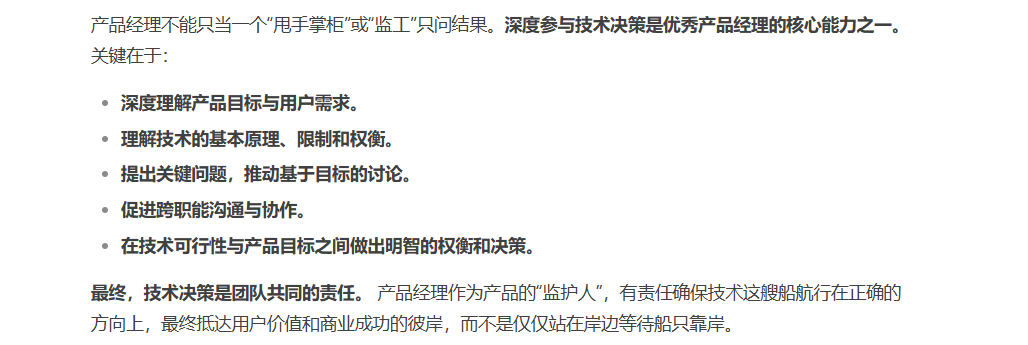 产品经理不能只当一个“甩手掌柜”或“监工”只问结果。深度参与技术决策是优秀产品经理的核心能力之一。
关键在于：
• 深度理解产品目标与用户需求。
• 理解技术的基本原理、限制和权衡。
• 提出关键问题，推动基于目标的讨论。
• 促进跨职能沟通与协作。
• 在技术可行性与产品目标之间做出明智的权衡和决策。
最终，技术决策是团队共同的责任。 产品经理作为产品的“监护人”，有责任确保技术这艘船航行在正确的
方向上，最终抵达用户价值和商业成功的彼岸，而不是仅仅站在岸边等待船只靠岸。